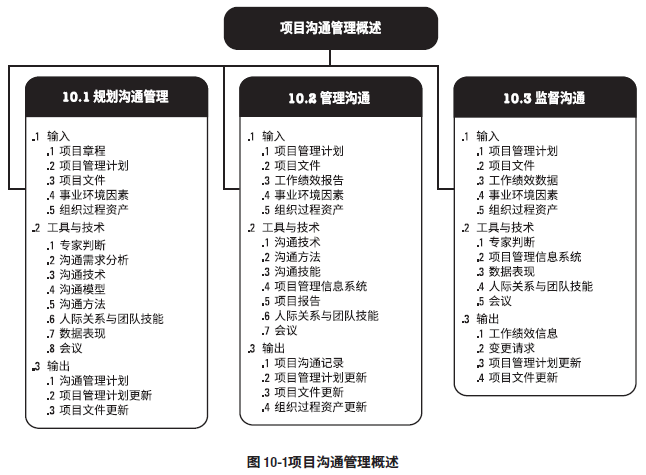 项目沟通管理概述
10.1 规划沟通管理
.1 输入
.1 项目章程
.2 项目管理计划
.3 项目文件
.4 事业环境因素
.5 组织过程资产
.2 工具与技术
.1 专家判断
.2 沟通需求分析
.3 沟通技术
.4 沟通模型
.5 沟通方法
.6 人际关系与团队技能
.7 数据表现
.8 会议
.3 输出
.1 沟通管理计划
.2 项目管理计划更新
.3 项目文件更新
10.2 管理沟通
.1 输入
.1 项目管理计划
.2 项目文件
.3 工作绩效报告
.4 事业环境因素
.5 组织过程资产
.2 工具与技术
.1 沟通技术
.2 沟通方法
.3 沟通技能
.4 项目管理信息系统
.5 项目报告
.6 人际关系与团队技能
.7 会议
.3 输出
.1 项目沟通记录
.2 项目管理计划更新
.3 项目文件更新
.4 组织过程资产更新
10.3 监督沟通
.1 输入
.1 项目管理计划
.2 项目文件
.3 工作绩效数据
.4 事业环境因素
.5 组织过程资产
.2 工具与技术
.1 专家判断
.2 项目管理信息系统
.3 数据表现
.4 人际关系与团队技能
.5 会议
.3 输出
.1 工作绩效信息
.2 变更请求
.3 项目管理计划更新
.4 项目文件更新
图 10-1项目沟通管理概述